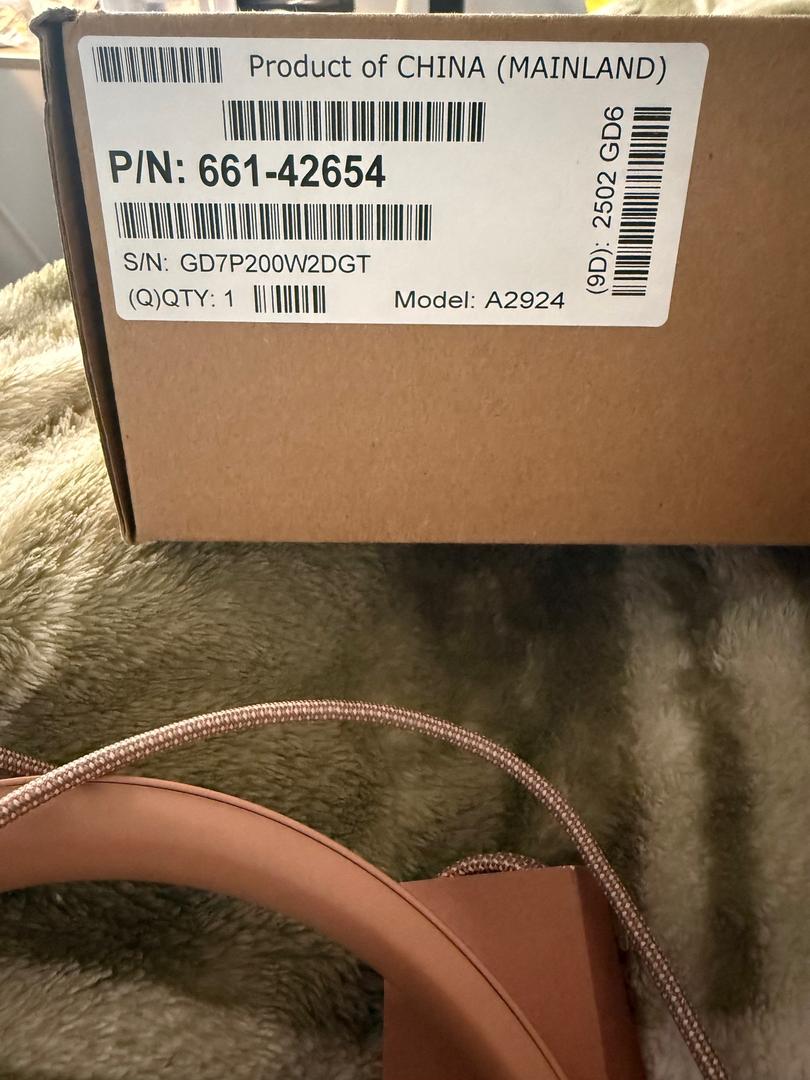 Product of CHINA (MAINLAND)
P/N: 661-42654
S/N: GD7P200W2DGT
(Q)QTY: 1
Model: A2924
(9D): 2502 GD6